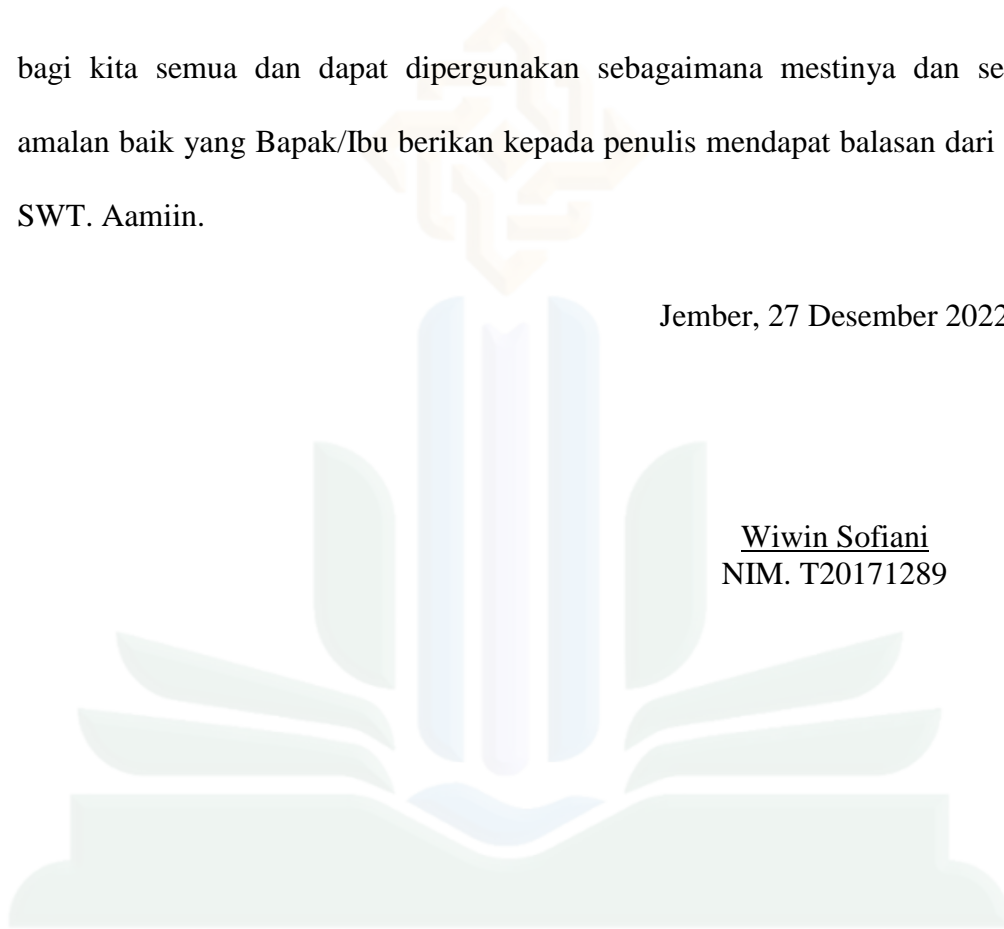 bagi kita semua dan dapat dipergunakan sebagaimana mestinya dan se
amalan baik yang Bapak/Ibu berikan kepada penulis mendapat balasan dari
SWT. Aamiin.
Jember, 27 Desember 2022
Wiwin Sofiani
NIM. T20171289